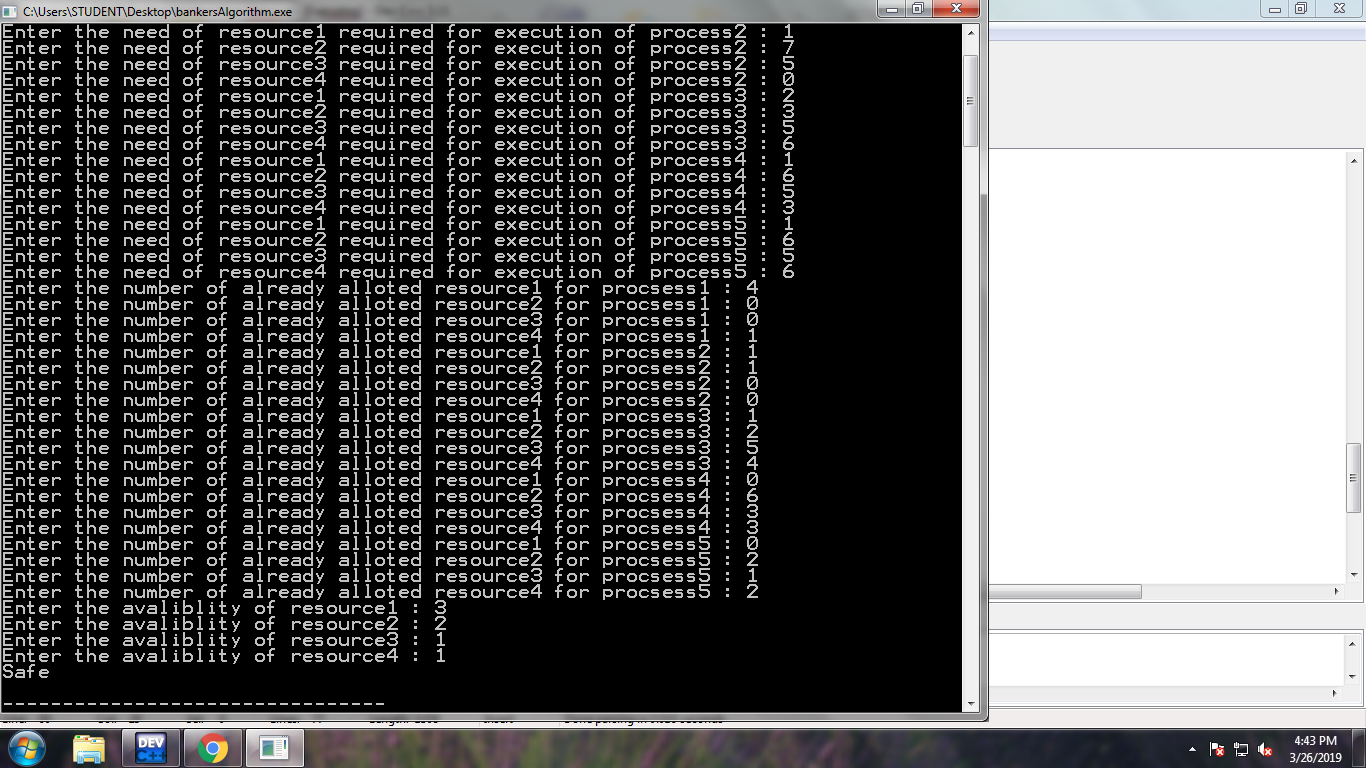 C:\Users\STUDENT\Desktop\bankersAlgorithm.exe
Enter the need of resource1 required for execution of process2 : 1
Enter the need of resource2 required for execution of process2 : 7
Enter the need of resource3 required for execution of process2 : 5
Enter the need of resource4 required for execution of process2 : 0
Enter the need of resource1 required for execution of process3 : 2
Enter the need of resource2 required for execution of process3 : 3
Enter the need of resource3 required for execution of process3 : 5
Enter the need of resource4 required for execution of process3 : 6
Enter the need of resource1 required for execution of process4 : 1
Enter the need of resource2 required for execution of process4 : 6
Enter the need of resource3 required for execution of process4 : 5
Enter the need of resource4 required for execution of process4 : 3
Enter the need of resource1 required for execution of process5 : 1
Enter the need of resource2 required for execution of process5 : 6
Enter the need of resource3 required for execution of process5 : 5
Enter the need of resource4 required for execution of process5 : 6
Enter the number of already alloted resource1 for procsess1 : 4
Enter the number of already alloted resource2 for procsess1 : 0
Enter the number of already alloted resource3 for procsess1 : 0
Enter the number of already alloted resource4 for procsess1 : 1
Enter the number of already alloted resource1 for procsess2 : 1
Enter the number of already alloted resource2 for procsess2 : 1
Enter the number of already alloted resource3 for procsess2 : 0
Enter the number of already alloted resource4 for procsess2 : 0
Enter the number of already alloted resource1 for procsess3 : 1
Enter the number of already alloted resource2 for procsess3 : 2
Enter the number of already alloted resource3 for procsess3 : 5
Enter the number of already alloted resource4 for procsess3 : 4
Enter the number of already alloted resource1 for procsess4 : 0
Enter the number of already alloted resource2 for procsess4 : 6
Enter the number of already alloted resource3 for procsess4 : 3
Enter the number of already alloted resource4 for procsess4 : 3
Enter the number of already alloted resource1 for procsess5 : 0
Enter the number of already alloted resource2 for procsess5 : 2
Enter the number of already alloted resource3 for procsess5 : 1
Enter the number of already alloted resource4 for procsess5 : 2
Enter the avaliblity of resource1 : 3
Enter the avaliblity of resource2 : 2
Enter the avaliblity of resource3 : 1
Enter the avaliblity of resource4 : 1
Safe
--------------------------------
DEV
C++
4:43 PM
3/26/2019